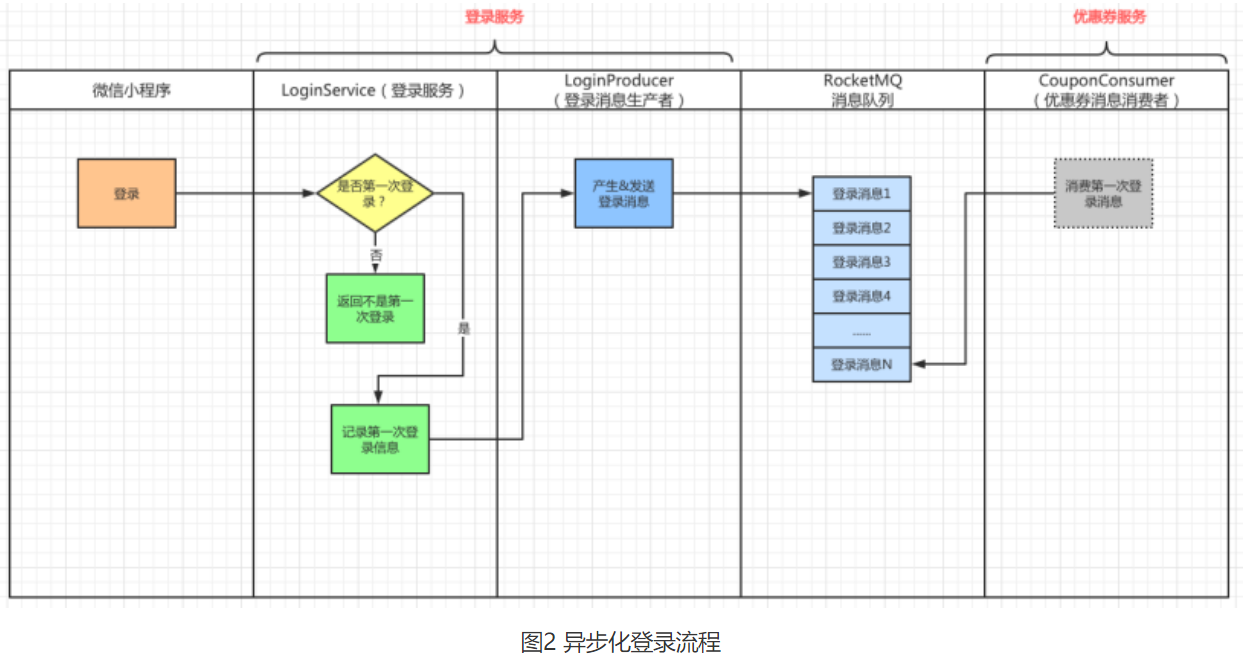 登录服务
优惠券服务
微信小程序
LoginService（登录服务）
LoginProducer
（登录消息生产者）
RocketMQ
消息队列
CouponConsumer
（优惠券消息消费者）
登录
是否第一次登
录？
否
返回不是第一
次登录
是
记录第一次登
录信息
产生&发送
登录消息
登录消息1
登录消息2
登录消息3
登录消息4
......
登录消息N
消费第一次登
录消息
图2 异步化登录流程